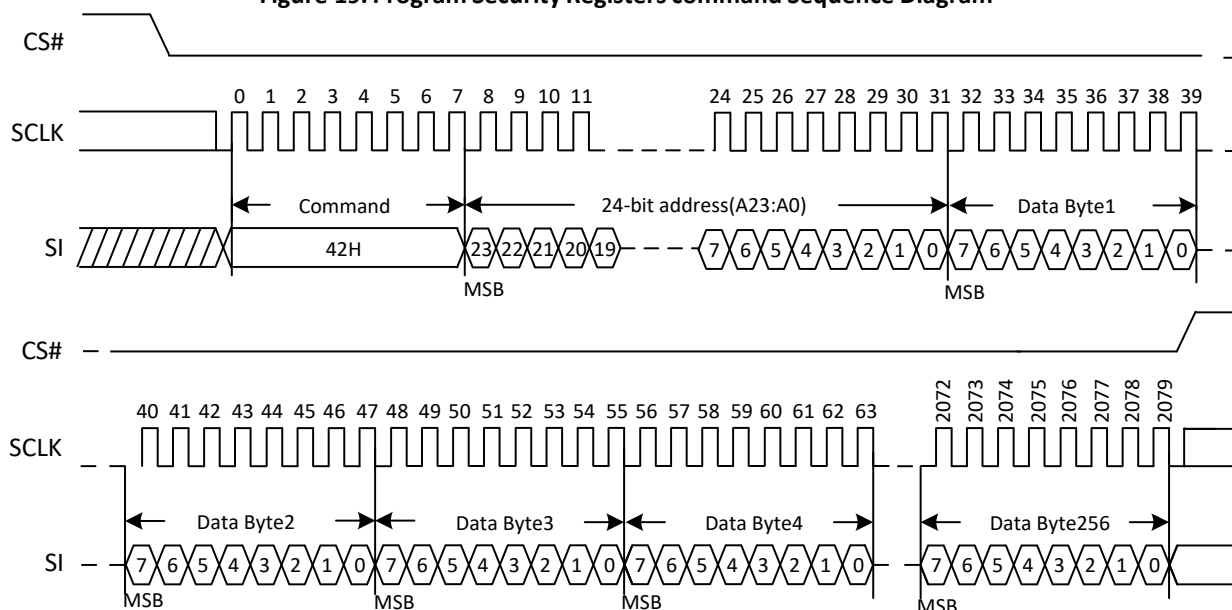 Figure 15. Program Security Registers command Sequence Diagram
CS#
0 1 2 3 4 5 6 7 8 9 10 11 24 25 26 27 28 29 30 31 32 33 34 35 36 37 38 39
SCLK
Command 24-bit address(A23:A0) Data Byte1
SI 42H 23 22 21 20 19 7 6 5 4 3 2 1 0 7 6 5 4 3 2 1 0
MSB MSB
CS#
40 41 42 43 44 45 46 47 48 49 50 51 52 53 54 55 56 57 58 59 60 61 62 63 2072 2073 2074 2075 2076 2077 2078 2079
SCLK
Data Byte2 Data Byte3 Data Byte4 Data Byte256
SI 7 6 5 4 3 2 1 0 7 6 5 4 3 2 1 0 7 6 5 4 3 2 1 0 7 6 5 4 3 2 1 0
MSB MSB MSB MSB